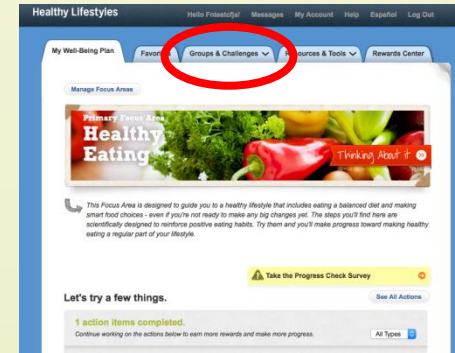 Healthy Lifestyles
Hello Fntestcfja! Messages My Account Help Español Log Out
My Well-Being Plan Favorites Groups & Challenges Resources & Tools Rewards Center
Manage Focus Areas
Primary Focus Area
Healthy
Eating
Thinking About it
This Focus Area is designed to guide you to a healthy lifestyle that includes eating a balanced diet and making
smart food choices - even if you're not ready to make any big changes yet. The steps you'll find here are
scientifically designed to reinforce positive eating habits. Try them and you'll make progress toward making healthy
eating a regular part of your lifestyle.
Take the Progress Check Survey
Let's try a few things.
See All Actions
1 action items completed.
Continue working on the actions below to earn more rewards and make more progress.
All Types